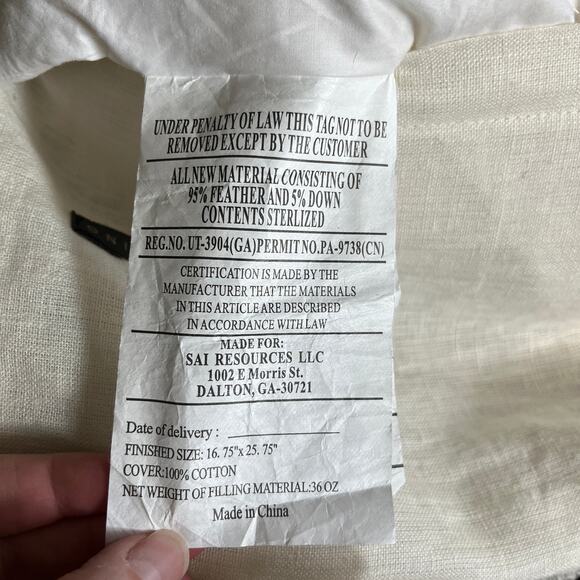 UNDER PENALTY OF LAW THIS TAG NOT TO BE
REMOVED EXCEPT BY THE CUSTOMER
ALL NEW MATERIAL CONSISTING OF
95% FEATHER AND 5% DOWN
CONTENTS STERLIZED
REG.NO. UT-3904(GA)PERMIT NO.PA-9738(CN)
CERTIFICATION IS MADE BY THE
MANUFACTURER THAT THE MATERIALS
IN THIS ARTICLE ARE DESCRIBED
IN ACCORDANCE WITH LAW
MADE FOR:
SAI RESOURCES LLC
1002 E Morris St.
DALTON, GA-30721
Date of delivery :
FINISHED SIZE: 16.75"x 25.75"
COVER:100% COTTON
NET WEIGHT OF FILLING MATERIAL:36 OZ
Made in China